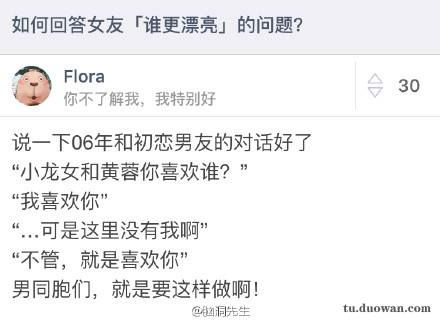 如何回答女友「谁更漂亮」的问题?
Flora
你不了解我，我特别好
30
说一下06年和初恋男友的对话好了
“小龙女和黄蓉你喜欢谁？”
“我喜欢你”
“…可是这里没有我啊”
“不管，就是喜欢你”
男同胞们，就是要这样做啊！
@脑洞先生
tu.duowan.com